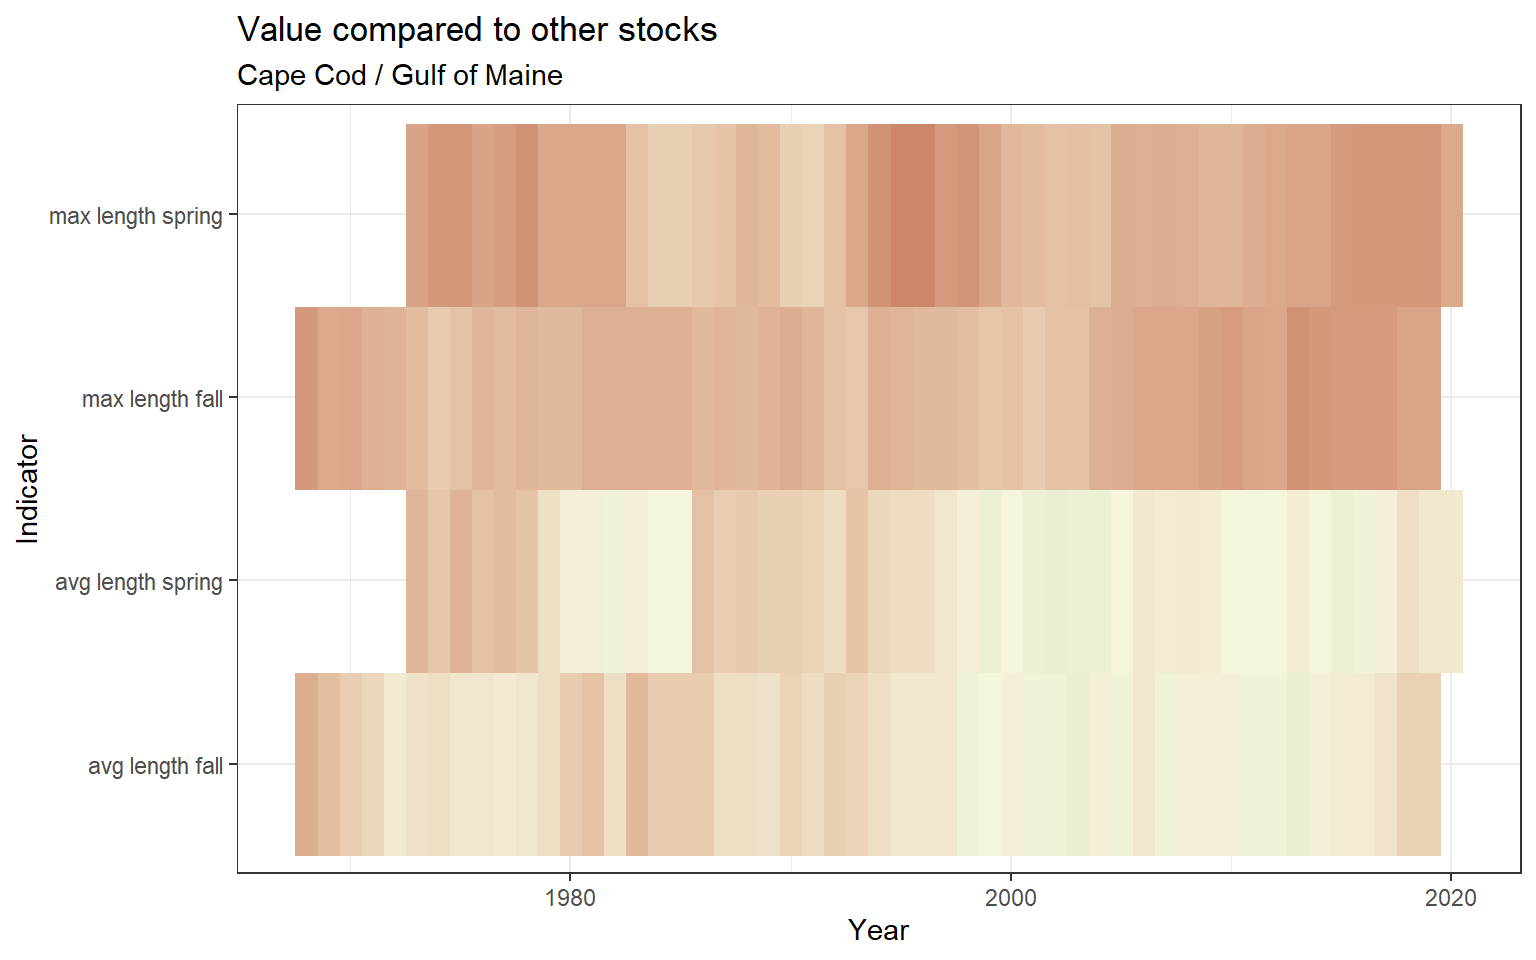 Value compared to other stocks
Cape Cod / Gulf of Maine
max length spring
max length fall
avg length spring
avg length fall
Indicator
1980
2000
2020
Year